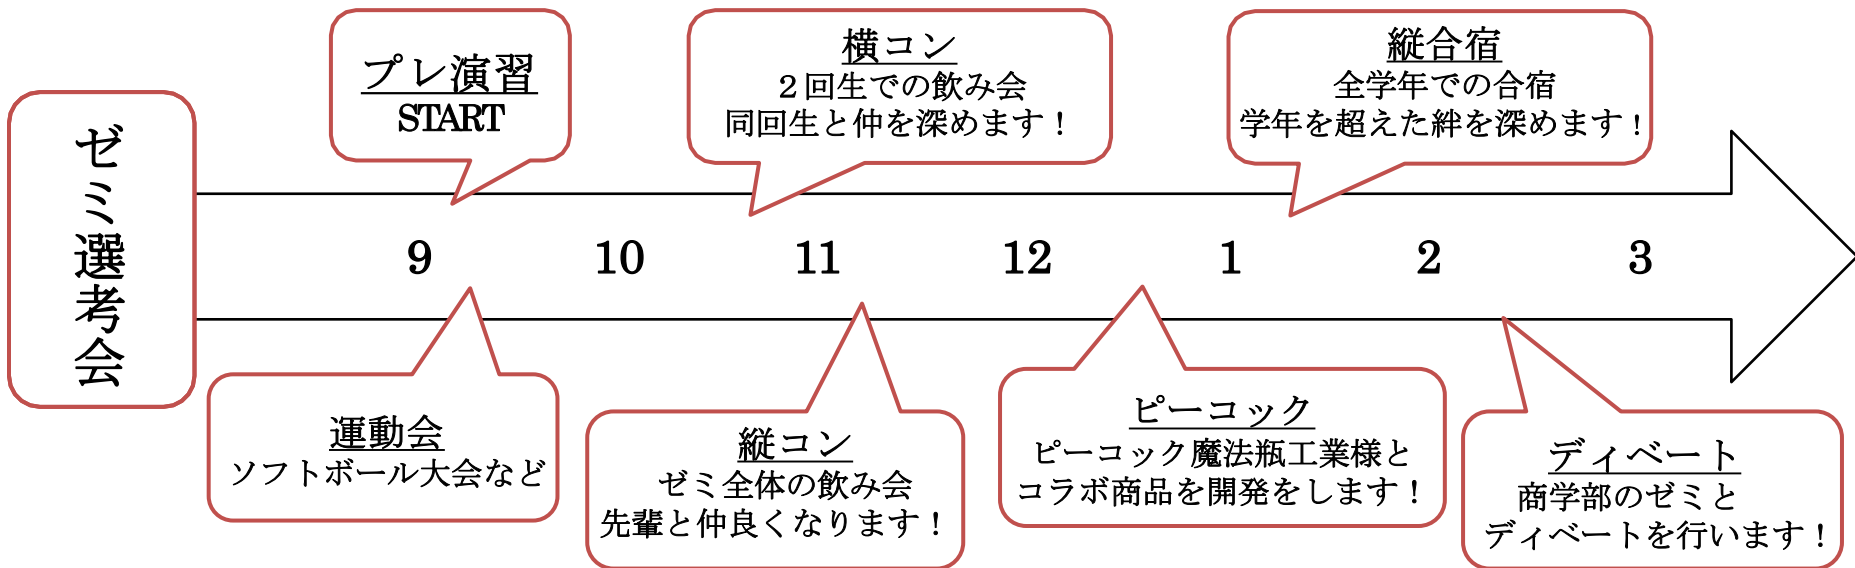 ゼミ選考会
プレ演習
START
横コン
２回生での飲み会
同回生と仲を深めます！
縦合宿
全学年での合宿
学年を超えた絆を深めます！
9 10 11 12 1 2 3
運動会
ソフトボール大会など
縦コン
ゼミ全体の飲み会
先輩と仲良くなります！
ピーコック
ピーコック魔法瓶工業様と
コラボ商品を開発をします！
ディベート
商学部のゼミと
ディベートを行います！